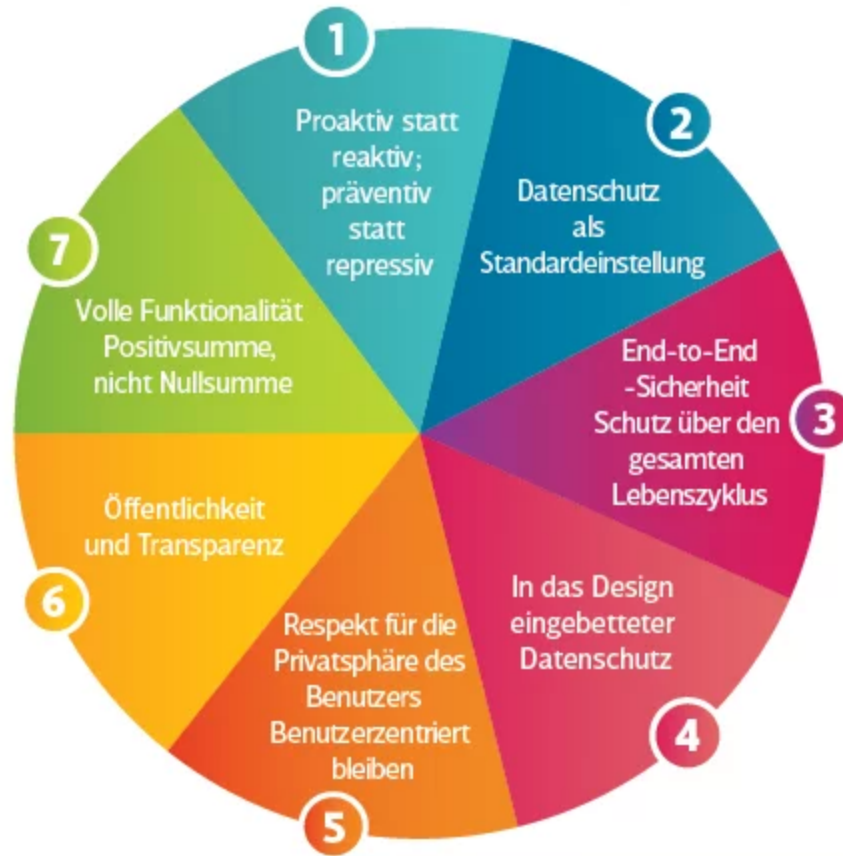 1
Proaktiv statt
reaktiv;
präventiv
statt
repressiv
2
Datenschutz
als
Standardeinstellung
3
End-to-End
-Sicherheit
Schutz über den
gesamten
Lebenszyklus
4
In das Design
eingebetteter
Datenschutz
5
Respekt für die
Privatsphäre des
Benutzers
Benutzerzentriert
bleiben
6
Öffentlichkeit
und Transparenz
7
Volle Funktionalität
Positivsumme,
nicht Nullsumme